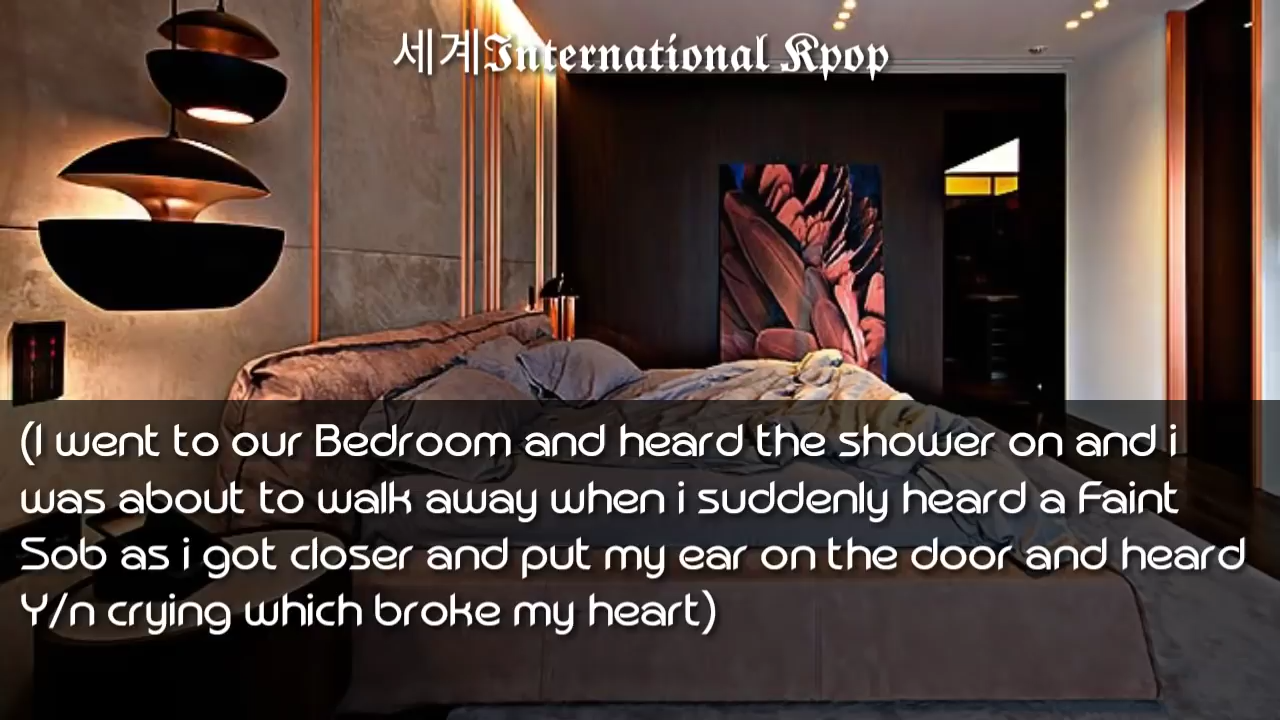 세계International Kpop
(I went to our Bedroom and heard the shower on and i
was about to walk away when i suddenly heard a Faint
Sob as i got closer and put my ear on the door and heard
Y/n crying which broke my heart)